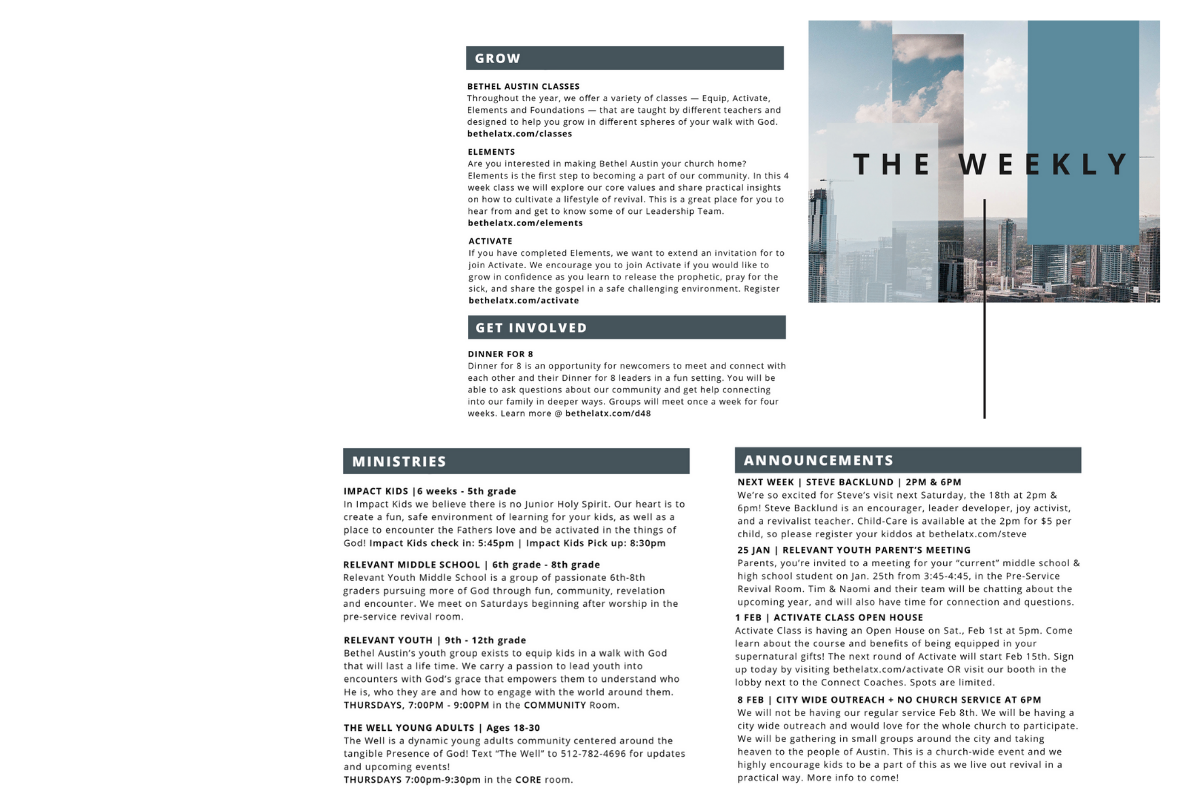 GROW
BETHEL AUSTIN CLASSES
Throughout the year, we offer a variety of classes — Equip, Activate,
Elements and Foundations — that are taught by different teachers and
designed to help you grow in different spheres of your walk with God.
bethelatx.com/classes
ELEMENTS
Are you interested in making Bethel Austin your church home?
Elements is the first step to becoming a part of our community. In this 4
week class we will explore our core values and share practical insights
on how to cultivate a lifestyle of revival. This is a great place for you to
hear from and get to know some of our Leadership Team.
bethelatx.com/elements
ACTIVATE
If you have completed Elements, we want to extend an invitation for to
join Activate. We encourage you to join Activate if you would like to
grow in confidence as you learn to release the prophetic, pray for the
sick, and share the gospel in a safe challenging environment. Register
bethelatx.com/activate
GET INVOLVED
DINNER FOR 8
Dinner for 8 is an opportunity for newcomers to meet and connect with
each other and their Dinner for 8 leaders in a fun setting. You will be
able to ask questions about our community and get help connecting
into our family in deeper ways. Groups will meet once a week for four
weeks. Learn more @ bethelatx.com/d48
THE WEEKLY
MINISTRIES
IMPACT KIDS |6 weeks - 5th grade
In Impact Kids we believe there is no Junior Holy Spirit. Our heart is to
create a fun, safe environment of learning for your kids, as well as a
place to encounter the Fathers love and be activated in the things of
God! Impact Kids check in: 5:45pm | Impact Kids Pick up: 8:30pm
RELEVANT MIDDLE SCHOOL | 6th grade - 8th grade
Relevant Youth Middle School is a group of passionate 6th-8th
graders pursuing more of God through fun, community, revelation
and encounter. We meet on Saturdays beginning after worship in the
pre-service revival room.
RELEVANT YOUTH | 9th - 12th grade
Bethel Austin's youth group exists to equip kids in a walk with God
that will last a life time. We carry a passion to lead youth into
encounters with God's grace that empowers them to understand who
He is, who they are and how to engage with the world around them.
THURSDAYS, 7:00PM - 9:00PM in the COMMUNITY Room.
THE WELL YOUNG ADULTS | Ages 18-30
The Well is a dynamic young adults community centered around the
tangible Presence of God! Text "The Well" to 512-782-4696 for updates
and upcoming events!
THURSDAYS 7:00pm-9:30pm in the CORE room.
ANNOUNCEMENTS
NEXT WEEK | STEVE BACKLUND | 2PM & 6PM
We're so excited for Steve's visit next Saturday, the 18th at 2pm &
6pm! Steve Backlund is an encourager, leader developer, joy activist,
and a revivalist teacher. Child-Care is available at the 2pm for $5 per
child, so please register your kiddos at bethelatx.com/steve
25 JAN | RELEVANT YOUTH PARENT'S MEETING
Parents, you're invited to a meeting for your "current" middle school &
high school student on Jan. 25th from 3:45-4:45, in the Pre-Service
Revival Room. Tim & Naomi and their team will be chatting about the
upcoming year, and will also have time for connection and questions.
1 FEB | ACTIVATE CLASS OPEN HOUSE
Activate Class is having an Open House on Sat., Feb 1st at 5pm. Come
learn about the course and benefits of being equipped in your
supernatural gifts! The next round of Activate will start Feb 15th. Sign
up today by visiting bethelatx.com/activate OR visit our booth in the
lobby next to the Connect Coaches. Spots are limited.
8 FEB | CITY WIDE OUTREACH + NO CHURCH SERVICE AT 6PM
We will not be having our regular service Feb 8th. We will be having a
city wide outreach and would love for the whole church to participate.
We will be gathering in small groups around the city and taking
heaven to the people of Austin. This is a church-wide event and we
highly encourage kids to be a part of this as we live out revival in a
practical way. More info to come!